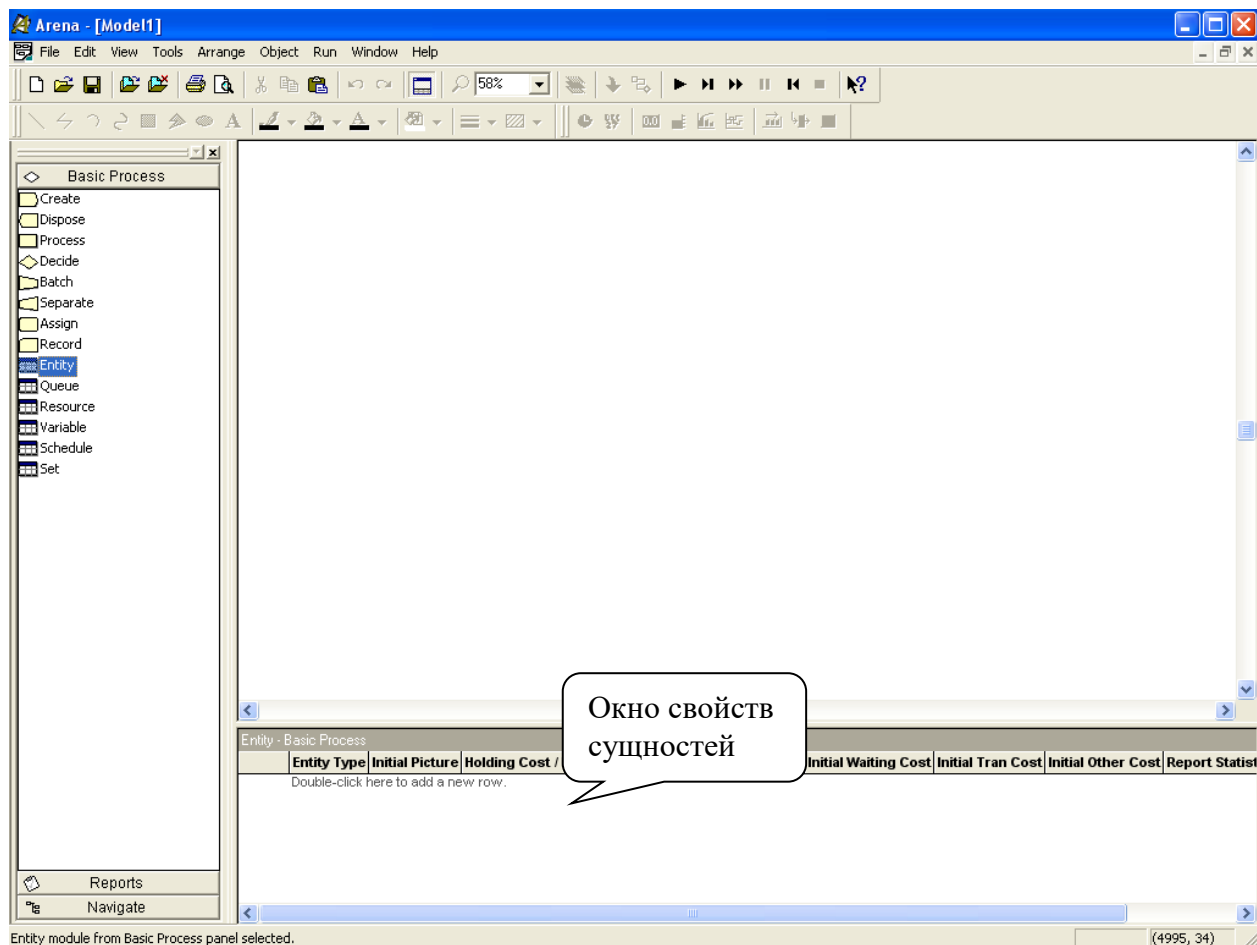 Arena - [Model1]
File Edit View Tools Arrange Object Run Window Help
58%
Basic Process
Create
Dispose
Process
Decide
Batch
Separate
Assign
Record
Entity
Queue
Resource
Variable
Schedule
Set
Reports
Navigate
Окно свойств
сущностей
Entity - Basic Process
Entity Type Initial Picture Holding Cost / Initial Waiting Cost Initial Tran Cost Initial Other Cost Report Statist
Double-click here to add a new row.
Entity module from Basic Process panel selected. (4995, 34)